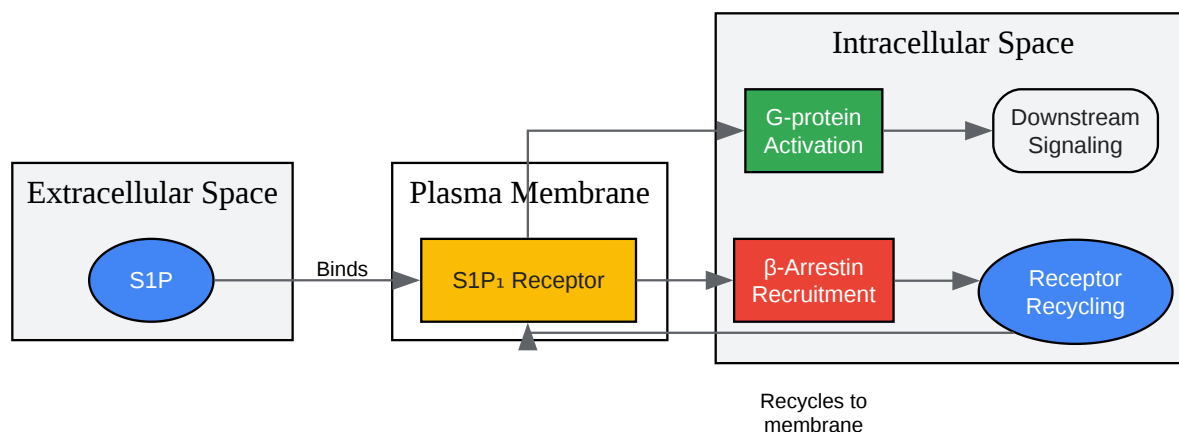 Intracellular Space
G-protein
Activation
Downstream
Signaling
Extracellular Space
Plasma Membrane
S1P
Binds
S1P₁ Receptor
β-Arrestin
Recruitment
Receptor
Recycling
Recycles to
membrane